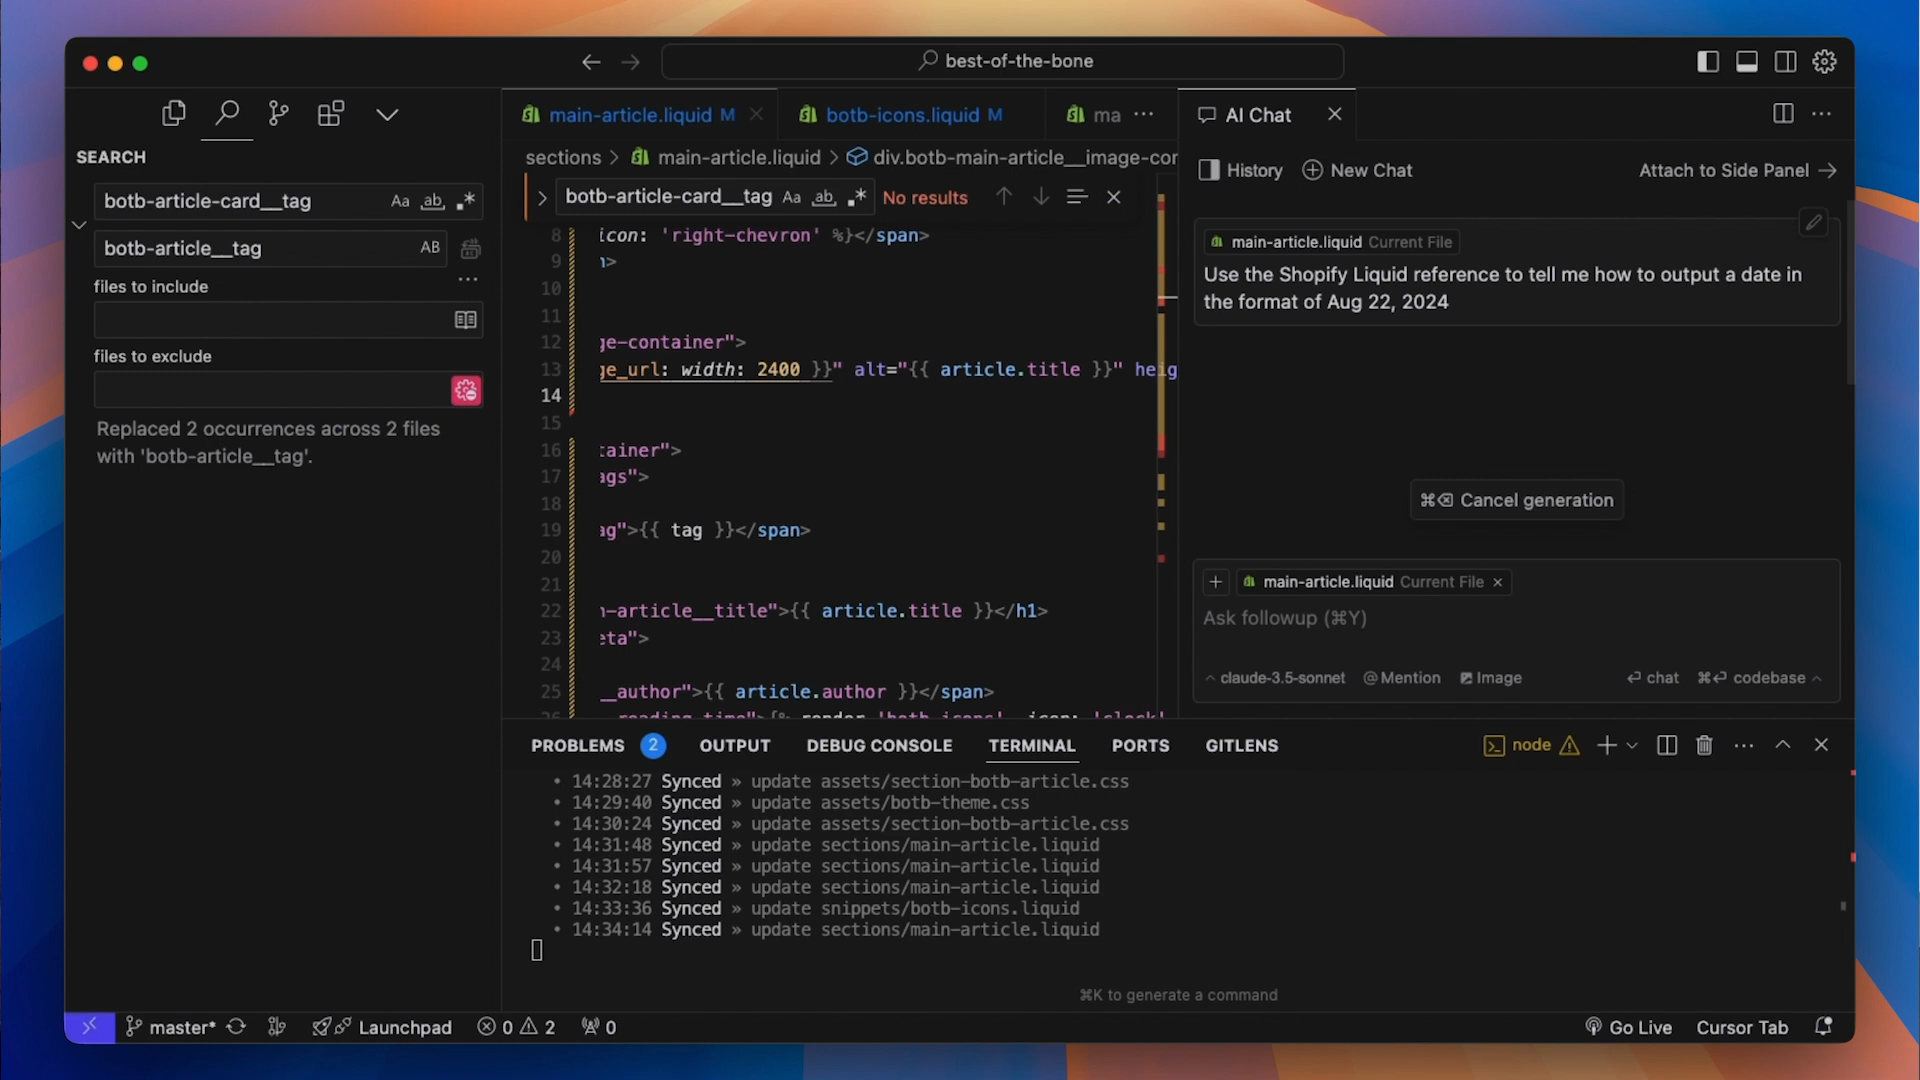 best-of-the-bone
SEARCH
botb-article-card__tag
Aa ab
botb-article__tag
AB
files to include
files to exclude
Replaced 2 occurrences across 2 files
with 'botb-article__tag'.
main-article.liquid M
botb-icons.liquid M
ma
sections > main-article.liquid > div.botb-main-article__image-cor
botb-article-card__tag Aa ab No results
8 icon: 'right-chevron' %}</span>
9 >
10
11
12 ge-container">
13 ge_url: width: 2400 }}" alt="{{ article.title }}" heig
14
15
16 tainer">
17 ags">
18
19 ag">{{ tag }}</span>
20
21
22 n-article__title">{{ article.title }}</h1>
23 eta">
24
25 __author">{{ article.author }}</span>
26 __reading-time">{% render 'botb-icons', icon: 'clock'
AI Chat
History
New Chat
Attach to Side Panel →
main-article.liquid Current File
Use the Shopify Liquid reference to tell me how to output a date in
the format of Aug 22, 2024
⌘⌫ Cancel generation
+ main-article.liquid Current File ×
Ask followup (⌘Y)
claude-3.5-sonnet @ Mention Image ⏎ chat ⌘⏎ codebase
PROBLEMS 2 OUTPUT DEBUG CONSOLE TERMINAL PORTS GITLENS
node
• 14:28:27 Synced » update assets/section-botb-article.css
• 14:29:40 Synced » update assets/botb-theme.css
• 14:30:24 Synced » update assets/section-botb-article.css
• 14:31:48 Synced » update sections/main-article.liquid
• 14:31:57 Synced » update sections/main-article.liquid
• 14:32:18 Synced » update sections/main-article.liquid
• 14:33:36 Synced » update snippets/botb-icons.liquid
• 14:34:14 Synced » update sections/main-article.liquid
⌘K to generate a command
master* Launchpad 0 2 0
Go Live Cursor Tab